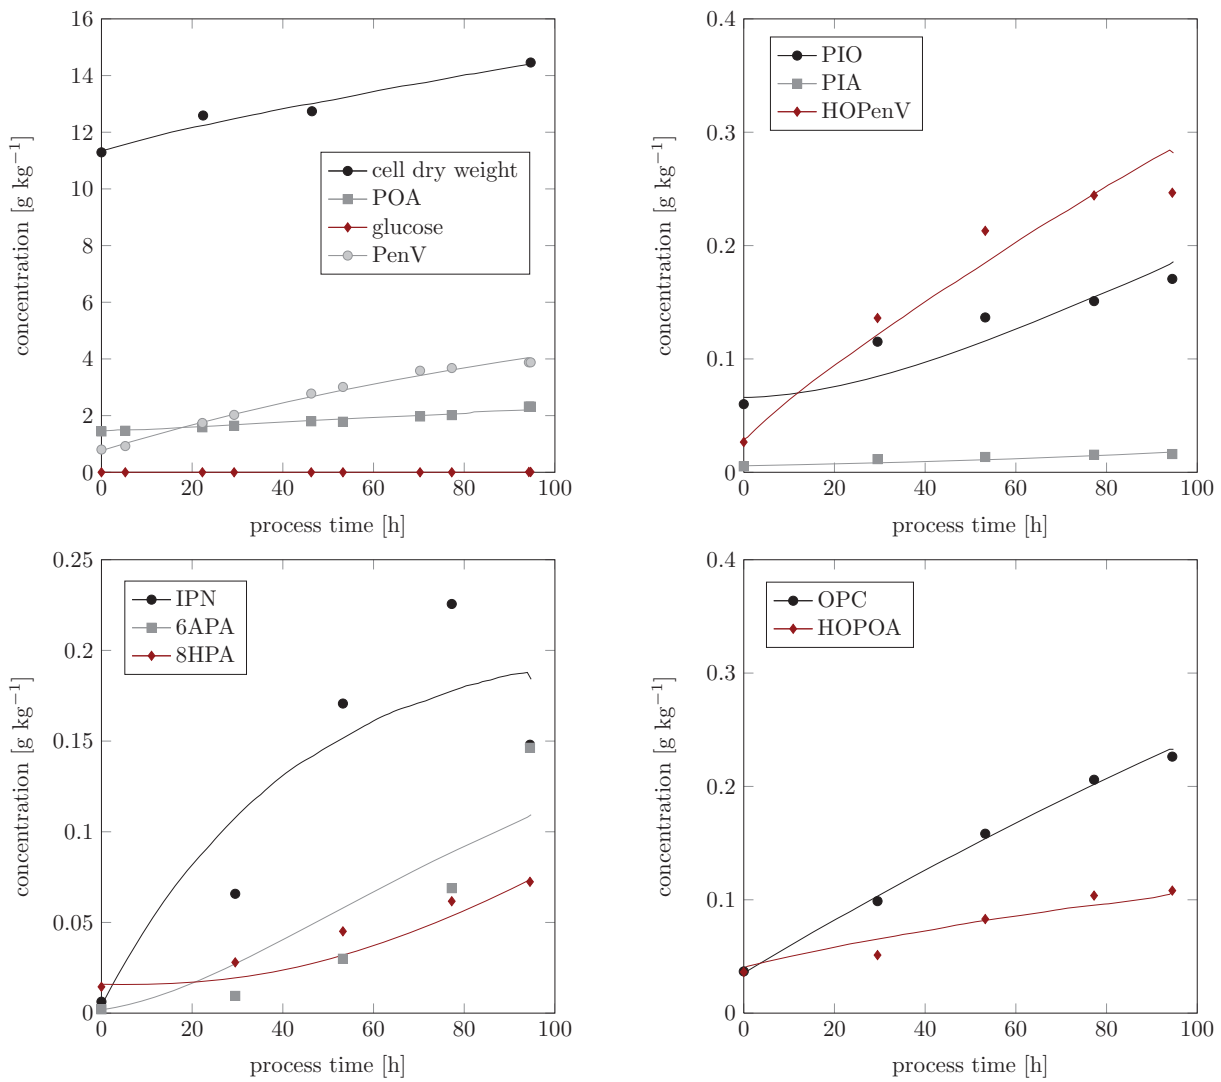 16
14
12
10
8
6
4
2
0
concentration [g kg⁻¹]
cell dry weight
POA
glucose
PenV
0 20 40 60 80 100
process time [h]
0.4
0.3
0.2
0.1
0
concentration [g kg⁻¹]
PIO
PIA
HOPenV
0 20 40 60 80 100
process time [h]
0.25
0.2
0.15
0.1
0.05
0
concentration [g kg⁻¹]
IPN
6APA
8HPA
0 20 40 60 80 100
process time [h]
0.4
0.3
0.2
0.1
0
concentration [g kg⁻¹]
OPC
HOPOA
0 20 40 60 80 100
process time [h]